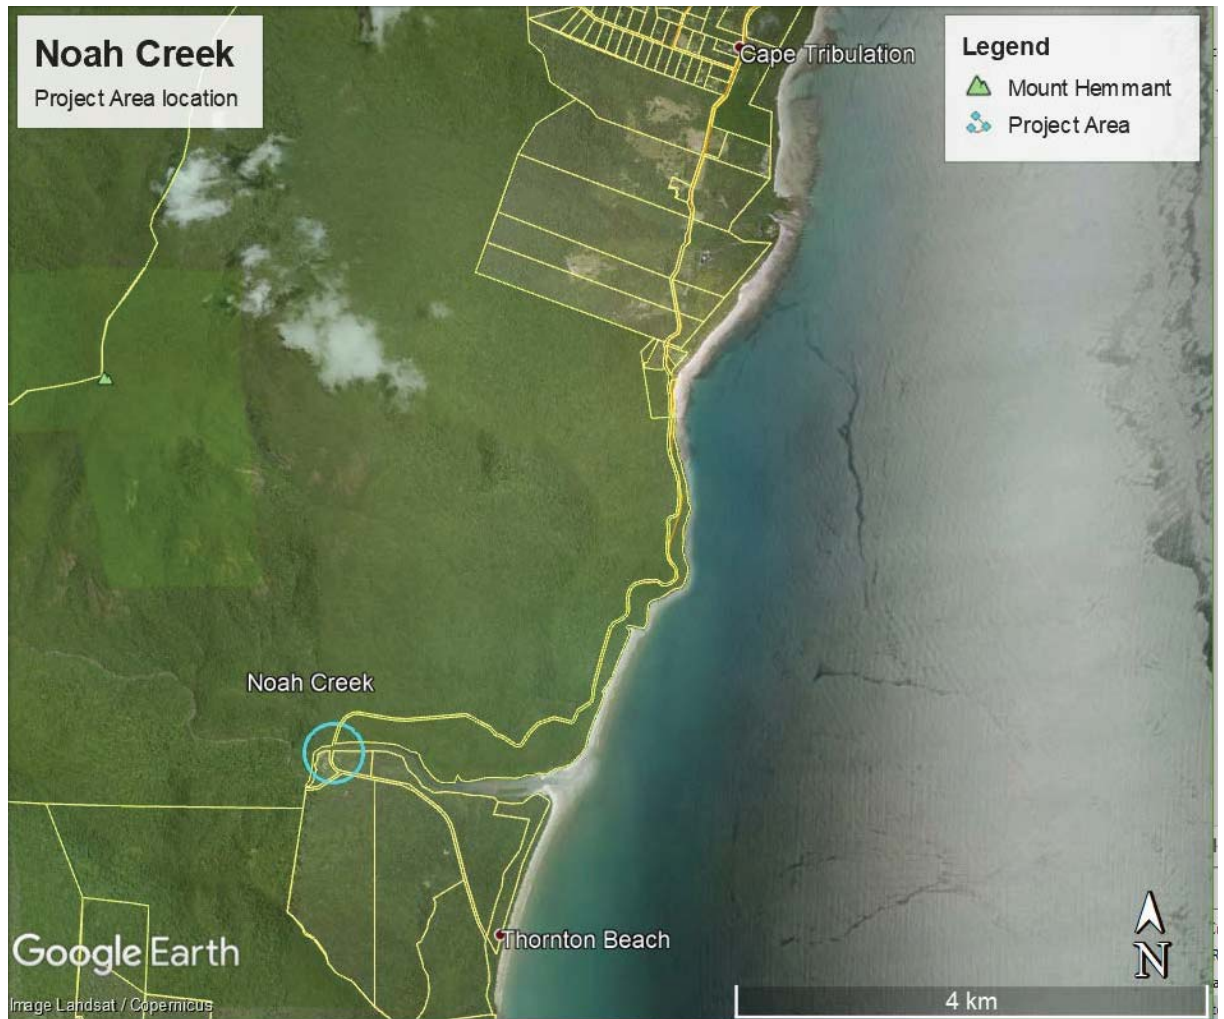 Noah Creek
Project Area location
Cape Tribulation
Legend
Mount Hemmant
Project Area
Noah Creek
Thornton Beach
Google Earth
N
Image Landsat / Copernicus
4 km